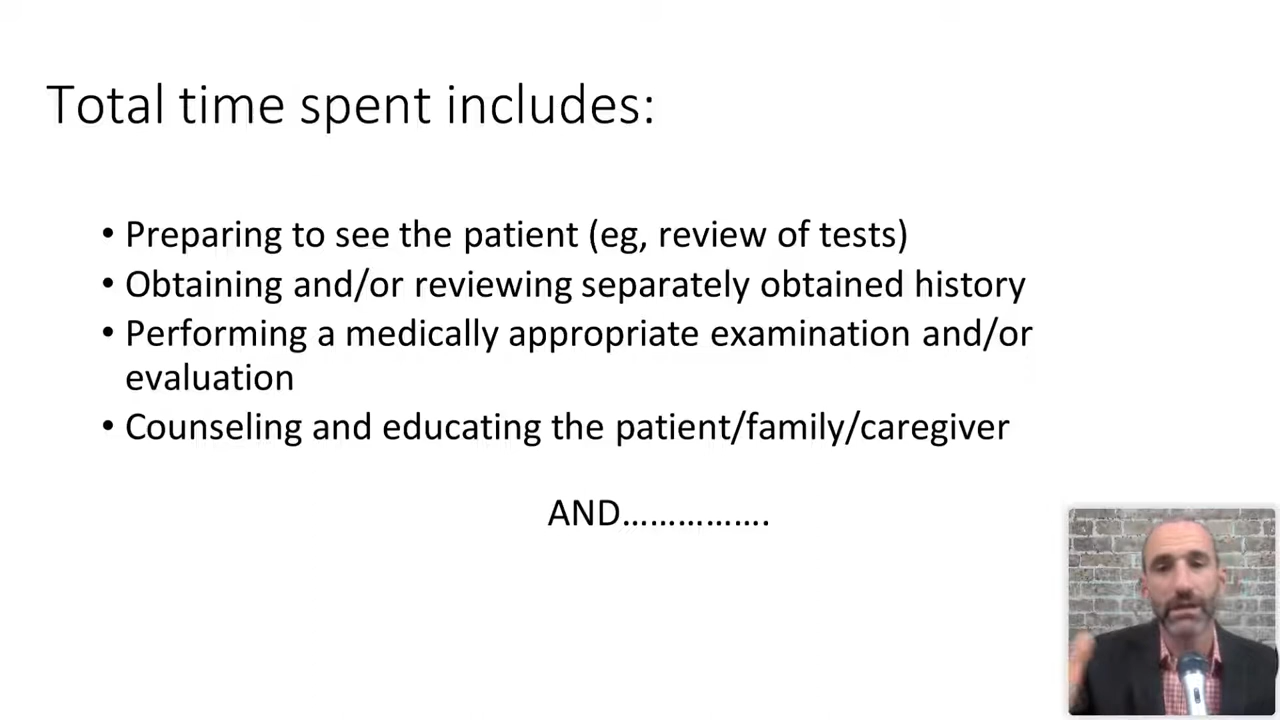 Total time spent includes:
• Preparing to see the patient (eg, review of tests)
• Obtaining and/or reviewing separately obtained history
• Performing a medically appropriate examination and/or
evaluation
• Counseling and educating the patient/family/caregiver
AND…………….